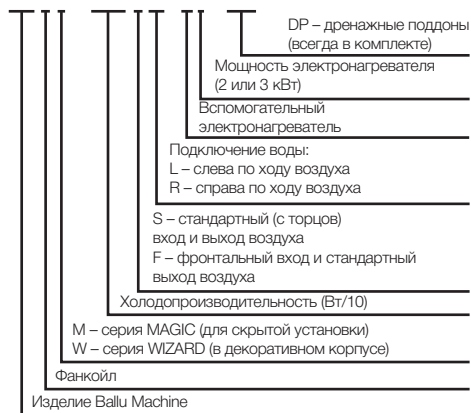 DP – дренажные поддоны
(всегда в комплекте)
Мощность электронагревателя
(2 или 3 кВт)
Вспомогательный
электронагреватель
Подключение воды:
L – слева по ходу воздуха
R – справа по ходу воздуха
S – стандартный (с торцов)
вход и выход воздуха
F – фронтальный вход и стандартный
выход воздуха
Холодопроизводительность (Вт/10)
M – серия MAGIC (для скрытой установки)
W – серия WIZARD (в декоративном корпусе)
Фанкойл
Изделие Ballu Machine